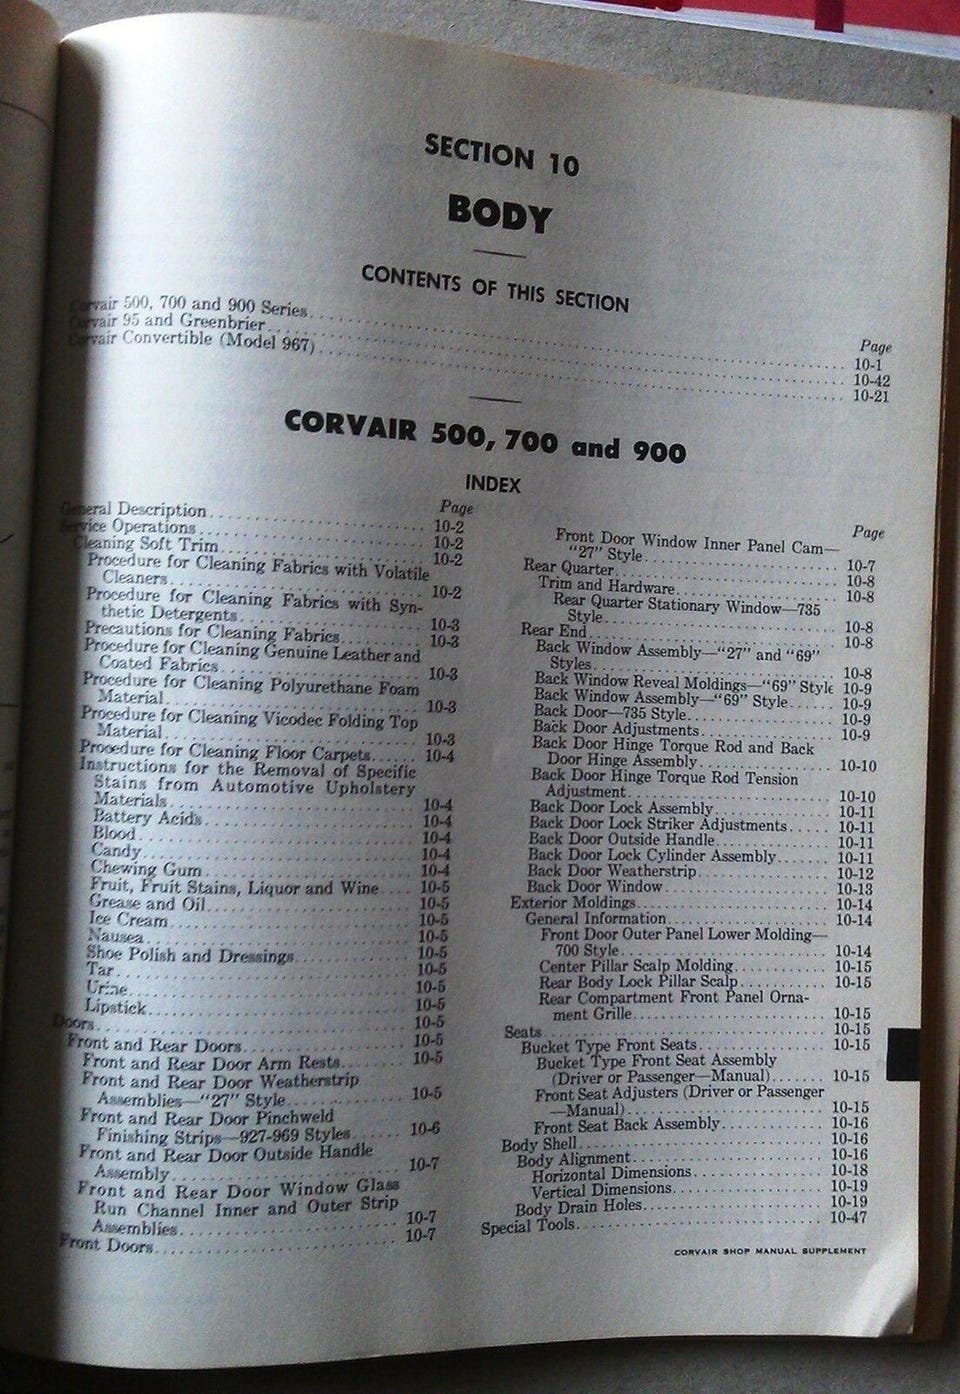 SECTION 10
BODY
CONTENTS OF THIS SECTION
Page
Corvair 500, 700 and 900 Series 10-1
Corvair 95 and Greenbrier 10-42
Corvair Convertible (Model 967) 10-21
CORVAIR 500, 700 and 900
INDEX
Page
General Description 10-2
Service Operations 10-2
Cleaning Soft Trim 10-2
Procedure for Cleaning Fabrics with Volatile
Cleaners 10-2
Procedure for Cleaning Fabrics with Syn-
thetic Detergents 10-3
Precautions for Cleaning Fabrics 10-3
Procedure for Cleaning Genuine Leather and
Coated Fabrics 10-3
Procedure for Cleaning Polyurethane Foam
Material 10-3
Procedure for Cleaning Vicodec Folding Top
Material 10-3
Procedure for Cleaning Floor Carpets 10-4
Instructions for the Removal of Specific
Stains from Automotive Upholstery
Materials 10-4
Battery Acids 10-4
Blood 10-4
Candy 10-4
Chewing Gum 10-4
Fruit, Fruit Stains, Liquor and Wine 10-5
Grease and Oil 10-5
Ice Cream 10-5
Nausea 10-5
Shoe Polish and Dressings 10-5
Tar 10-5
Urine 10-5
Lipstick 10-5
Doors 10-5
Front and Rear Doors 10-5
Front and Rear Door Arm Rests 10-5
Front and Rear Door Weatherstrip
Assemblies—"27" Style 10-5
Front and Rear Door Pinchweld
Finishing Strips—927-969 Styles 10-6
Front and Rear Door Outside Handle
Assembly 10-7
Front and Rear Door Window Glass
Run Channel Inner and Outer Strip
Assemblies 10-7
Front Doors 10-7
Page
Front Door Window Inner Panel Cam—
"27" Style 10-7
Rear Quarter 10-8
Trim and Hardware 10-8
Rear Quarter Stationary Window—735
Style 10-8
Rear End 10-8
Back Window Assembly—"27" and "69"
Styles 10-8
Back Window Reveal Moldings—"69" Style 10-9
Back Window Assembly—"69" Style 10-9
Back Door—735 Style 10-9
Back Door Adjustments 10-9
Back Door Hinge Torque Rod and Back
Door Hinge Assembly 10-10
Back Door Hinge Torque Rod Tension
Adjustment 10-10
Back Door Lock Assembly 10-11
Back Door Lock Striker Adjustments 10-11
Back Door Outside Handle 10-11
Back Door Lock Cylinder Assembly 10-11
Back Door Weatherstrip 10-12
Back Door Window 10-13
Exterior Moldings 10-14
General Information 10-14
Front Door Outer Panel Lower Molding—
700 Style 10-14
Center Pillar Scalp Molding 10-15
Rear Body Lock Pillar Scalp 10-15
Rear Compartment Front Panel Orna-
ment Grille 10-15
Seats 10-15
Bucket Type Front Seats 10-15
Bucket Type Front Seat Assembly
(Driver or Passenger—Manual) 10-15
Front Seat Adjusters (Driver or Passenger
—Manual) 10-15
Front Seat Back Assembly 10-16
Body Shell 10-16
Body Alignment 10-16
Horizontal Dimensions 10-18
Vertical Dimensions 10-19
Body Drain Holes 10-19
Special Tools 10-47
CORVAIR SHOP MANUAL SUPPLEMENT